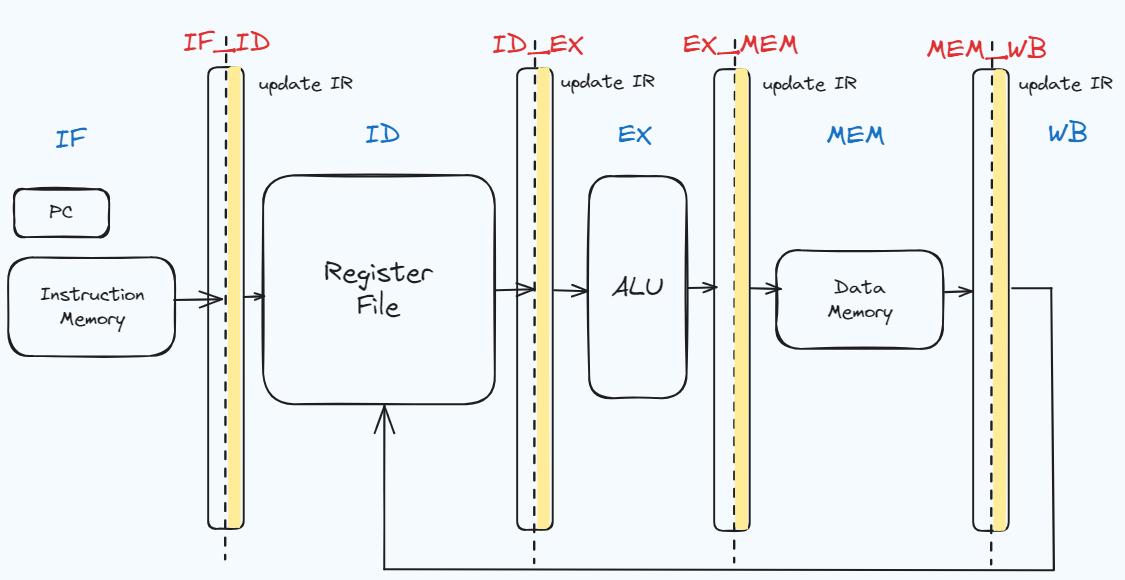 IF_ID
ID_EX
EX_MEM
MEM_WB
update IR
update IR
update IR
update IR
IF
ID
EX
MEM
WB
PC
Instruction
Memory
Register
File
ALU
Data
Memory